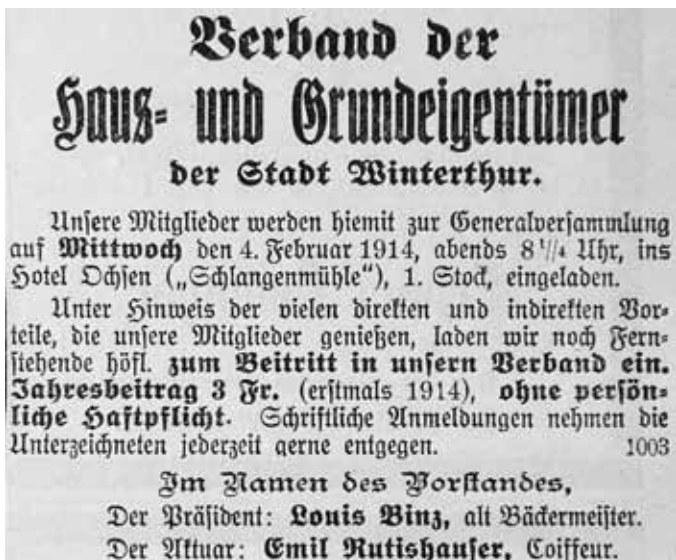 Verband der
Haus- und Grundeigentümer
der Stadt Winterthur.
Unsere Mitglieder werden hiemit zur Generalversammlung
auf Mittwoch den 4. Februar 1914, abends 8 1/4 Uhr, ins
Hotel Ochsen („Schlangenmühle“), 1. Stock, eingeladen.
Unter Hinweis der vielen direkten und indirekten Vor-
teile, die unsere Mitglieder genießen, laden wir noch Fern-
stehende höfl. zum Beitritt in unsern Verband ein.
Jahresbeitrag 3 Fr. (erstmals 1914), ohne persön-
liche Haftpflicht. Schriftliche Anmeldungen nehmen die
Unterzeichneten jederzeit gerne entgegen. 1003
Im Namen des Vorstandes,
Der Präsident: Louis Binz, alt Bäckermeister.
Der Aktuar: Emil Rutishauser, Coiffeur.